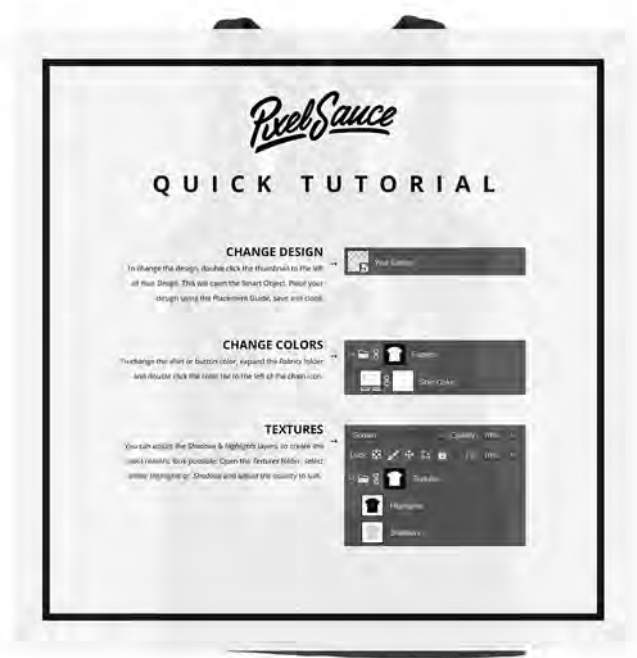 PixelSauce
QUICK TUTORIAL
CHANGE DESIGN
To change the design, double click the thumbnail to the left
of Your Design. This will open the Smart Object. Place your
design using the Placement Guide, save and close.
Your Design
CHANGE COLORS
To change the shirt or button color, expand the Fabrics folder
and double click the color tile to the left of the chain icon.
Fabrics
Shirt Color
TEXTURES
You can adjust the Shadow & Highlights layers, to create the
most realistic look possible. Open the Textures folder, select
either Highlights or Shadows and adjust the opacity to suit.
Screen
Opacity:
Lock:
Textures
Highlights
Shadows